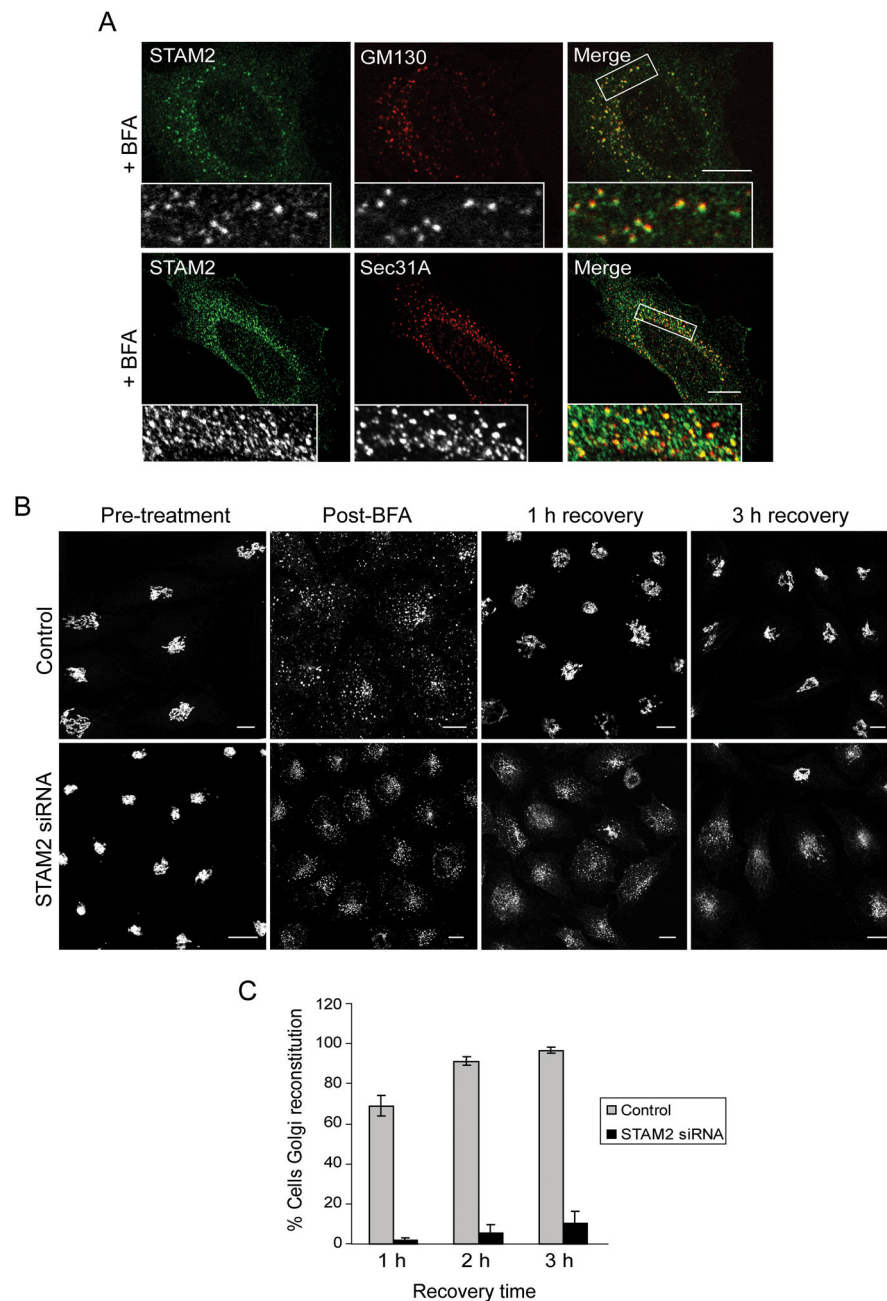 A
STAM2 GM130 Merge
+ BFA
STAM2 Sec31A Merge
+ BFA
B
Pre-treatment Post-BFA 1 h recovery 3 h recovery
Control
STAM2 siRNA
C
120
100
80
60
40
20
0
% Cells Golgi reconstitution
1 h 2 h 3 h
Recovery time
Control
STAM2 siRNA